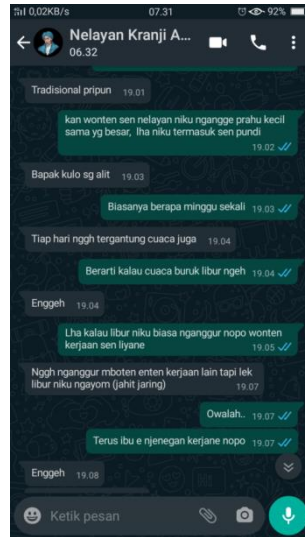 0,02KB/s
07.31
92%
Nelayan Kranji A...
06.32
Tradisional pripun 19.01
kan wonten sen nelayan niku ngangge prahu kecil
sama yg besar, lha niku termasuk sen pundi
19.02
Bapak kulo sg alit 19.03
Biasanya berapa minggu sekali 19.03
Tiap hari nggh tergantung cuaca juga 19.04
Berarti kalau cuaca buruk libur ngeh 19.04
Enggeh 19.04
Lha kalau libur niku biasa nganggur nopo wonten
kerjaan sen liyane
19.05
Nggh nganggur mboten enten kerjaan lain tapi lek
libur niku ngayom (jahit jaring)
19.07
Owalah.. 19.07
Terus ibu e njenegan kerjane nopo 19.07
Enggeh 19.08
Ketik pesan